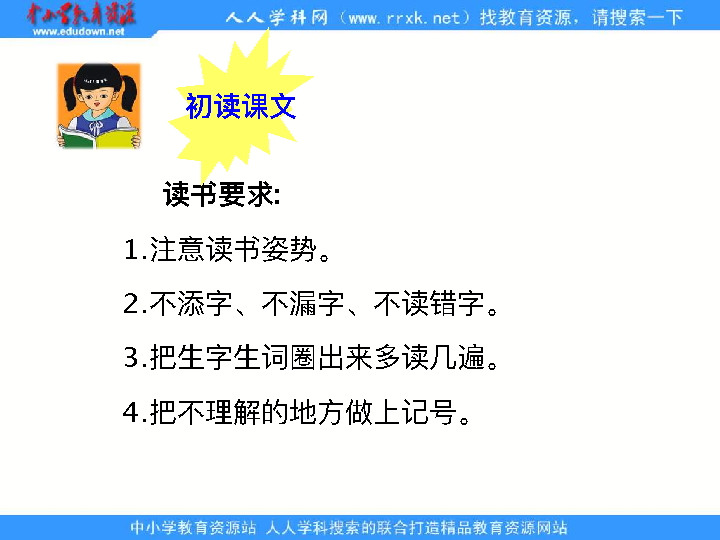 中小学教育资源
www.edudown.net
人人学科网（www.rrxk.net）找教育资源，请搜索一下
初读课文
读书要求:
1.注意读书姿势。
2.不添字、不漏字、不读错字。
3.把生字生词圈出来多读几遍。
4.把不理解的地方做上记号。
中小学教育资源站 人人学科搜索的联合打造精品教育资源网站